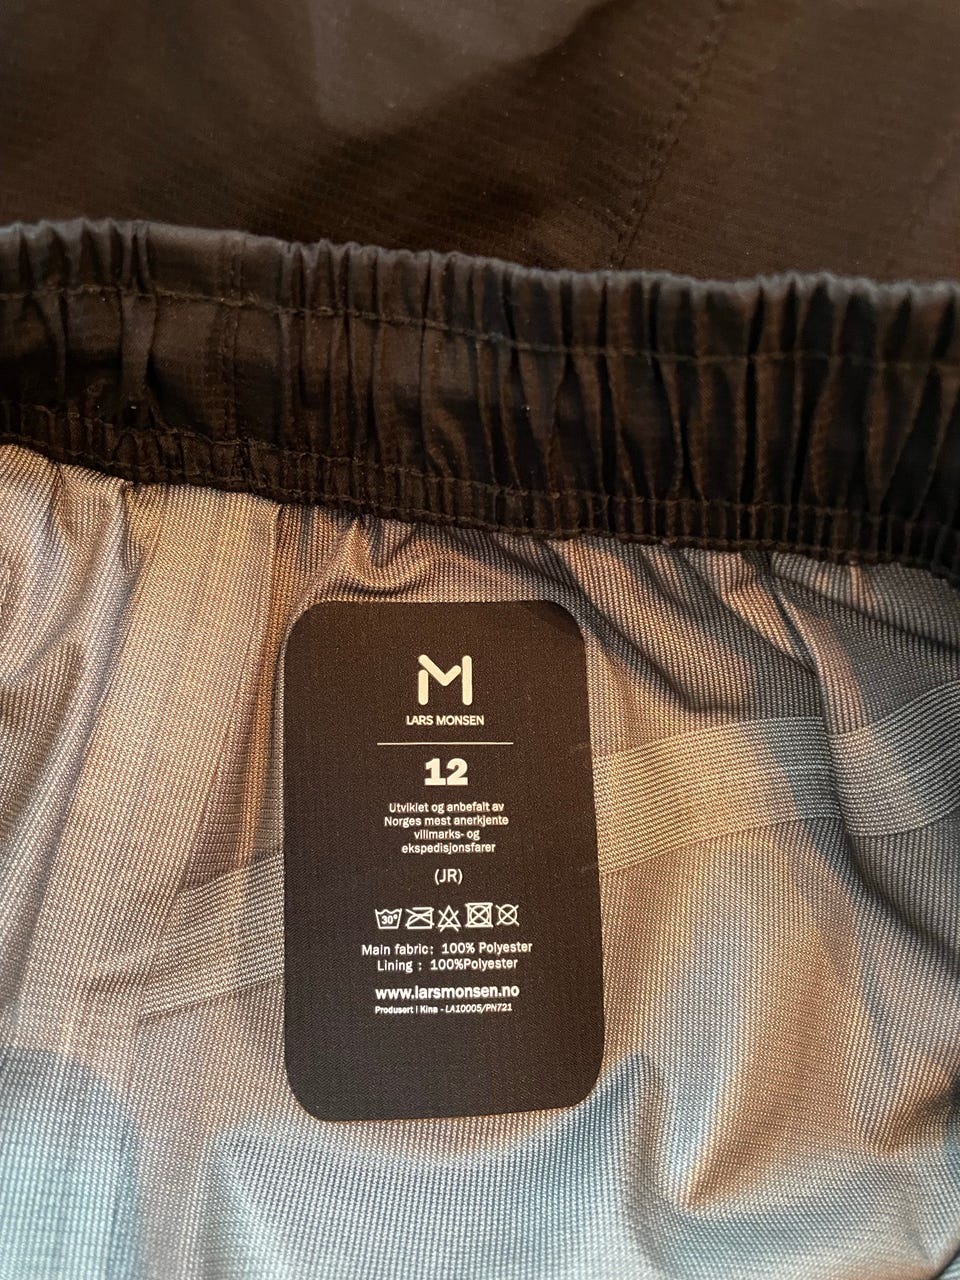 LARS MONSEN
12
Utviklet og anbefalt av
Norges mest anerkjente
villmarks- og
ekspedisjonsfarer
(JR)
30°
Main fabric: 100% Polyester
Lining : 100%Polyester
www.larsmonsen.no
Produsert i Kina - LA10005/PN721